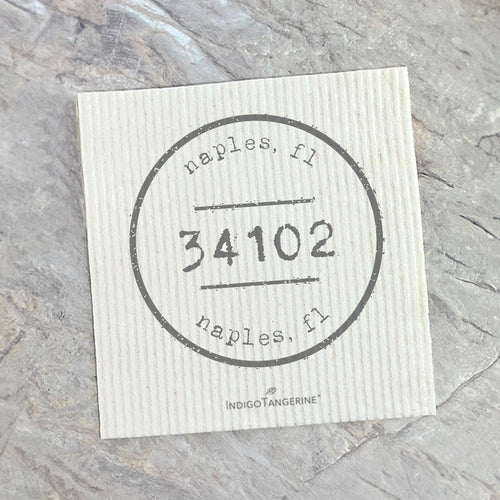 naples, fl
34102
naples, fl
INDIGOTANGERINE®